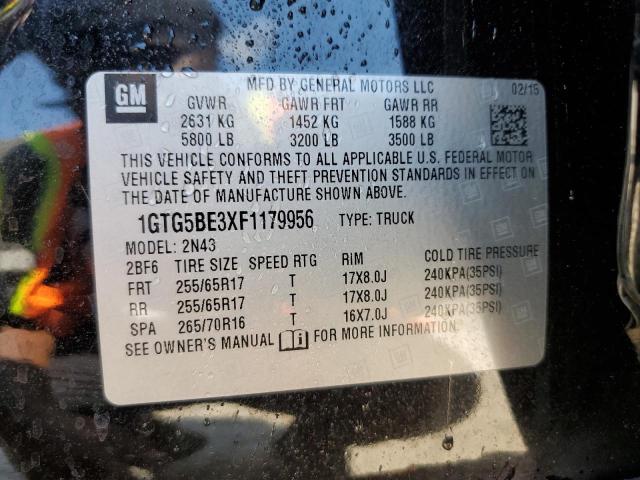 GM
MFD BY GENERAL MOTORS LLC 02/15
GVWR GAWR FRT GAWR RR
2631 KG 1452 KG 1588 KG
5800 LB 3200 LB 3500 LB
THIS VEHICLE CONFORMS TO ALL APPLICABLE U.S. FEDERAL MOTOR
VEHICLE SAFETY AND THEFT PREVENTION STANDARDS IN EFFECT ON
THE DATE OF MANUFACTURE SHOWN ABOVE.
1GTG5BE3XF1179956 TYPE: TRUCK
MODEL: 2N43
2BF6 TIRE SIZE SPEED RTG RIM COLD TIRE PRESSURE
FRT 255/65R17 T 17X8.0J 240KPA(35PSI)
RR 255/65R17 T 17X8.0J 240KPA(35PSI)
SPA 265/70R16 T 16X7.0J 240KPA(35PSI)
SEE OWNER'S MANUAL FOR MORE INFORMATION.